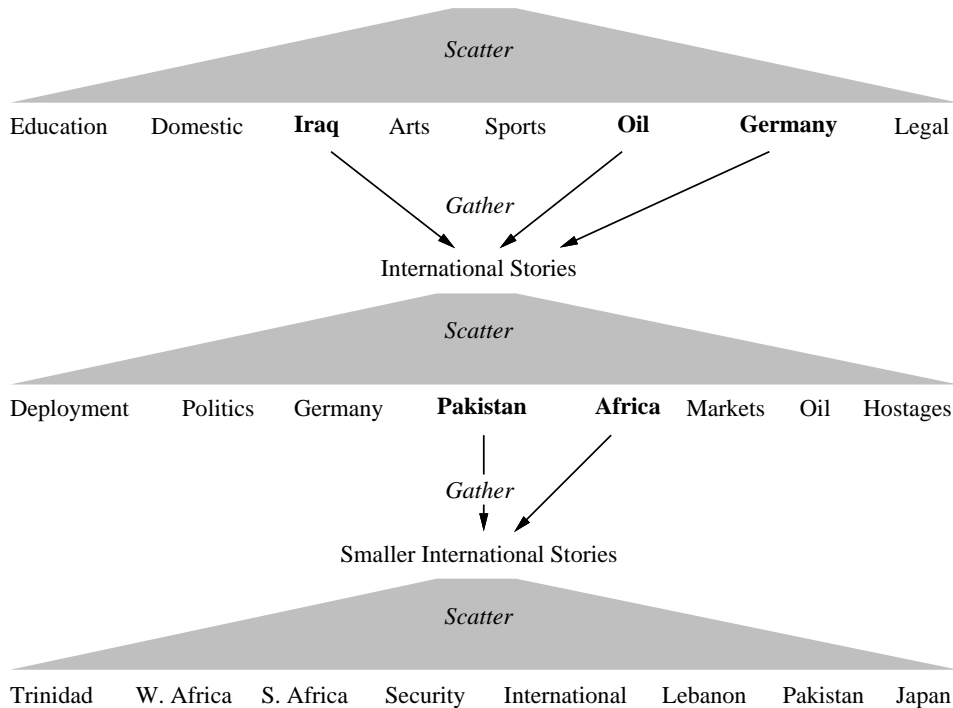 Scatter
Education Domestic Iraq Arts Sports Oil Germany Legal
Gather
International Stories
Scatter
Deployment Politics Germany Pakistan Africa Markets Oil Hostages
Gather
Smaller International Stories
Scatter
Trinidad W. Africa S. Africa Security International Lebanon Pakistan Japan